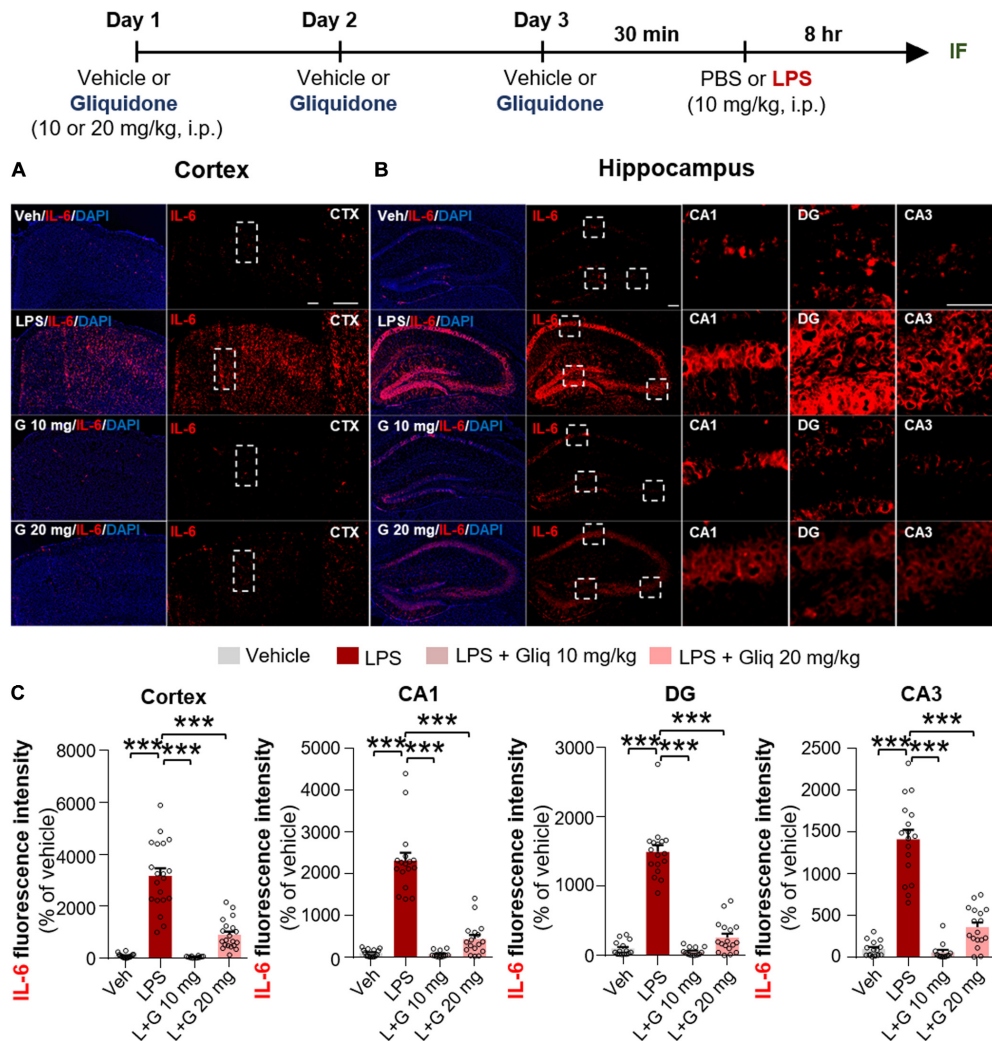 Day 1 Day 2 Day 3 30 min 8 hr
IF
Vehicle or Vehicle or Vehicle or PBS or LPS
Gliquidone Gliquidone Gliquidone (10 mg/kg, i.p.)
(10 or 20 mg/kg, i.p.)
A Cortex B Hippocampus
Veh/IL-6/DAPI IL-6 CTX Veh/IL-6/DAPI IL-6 CA1 DG CA3
LPS/IL-6/DAPI IL-6 CTX LPS/IL-6/DAPI IL-6 CA1 DG CA3
G 10 mg/IL-6/DAPI IL-6 CTX G 10 mg/IL-6/DAPI IL-6 CA1 DG CA3
G 20 mg/IL-6/DAPI IL-6 CTX G 20 mg/IL-6/DAPI IL-6 CA1 DG CA3
Vehicle LPS LPS + Gliq 10 mg/kg LPS + Gliq 20 mg/kg
C
Cortex
IL-6 fluorescence intensity
(% of vehicle)
8000
6000
4000
2000
0
***
***
***
Veh LPS L+G 10 mg L+G 20 mg
CA1
IL-6 fluorescence intensity
(% of vehicle)
5000
4000
3000
2000
1000
0
***
***
***
Veh LPS L+G 10 mg L+G 20 mg
DG
IL-6 fluorescence intensity
(% of vehicle)
3000
2000
1000
0
***
***
***
Veh LPS L+G 10 mg L+G 20 mg
CA3
IL-6 fluorescence intensity
(% of vehicle)
2500
2000
1500
1000
500
0
***
***
***
Veh LPS L+G 10 mg L+G 20 mg